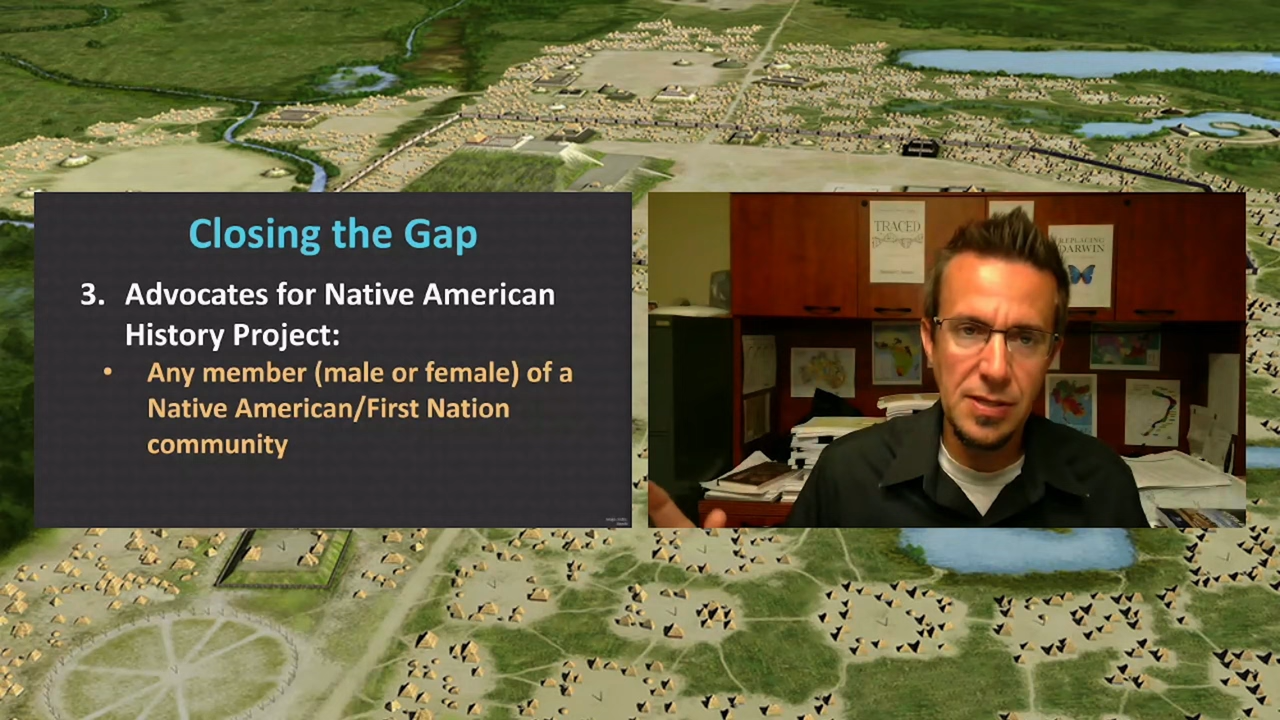 Closing the Gap
3. Advocates for Native American
History Project:
• Any member (male or female) of a
Native American/First Nation
community
TRACED
REPLACING
DARWIN